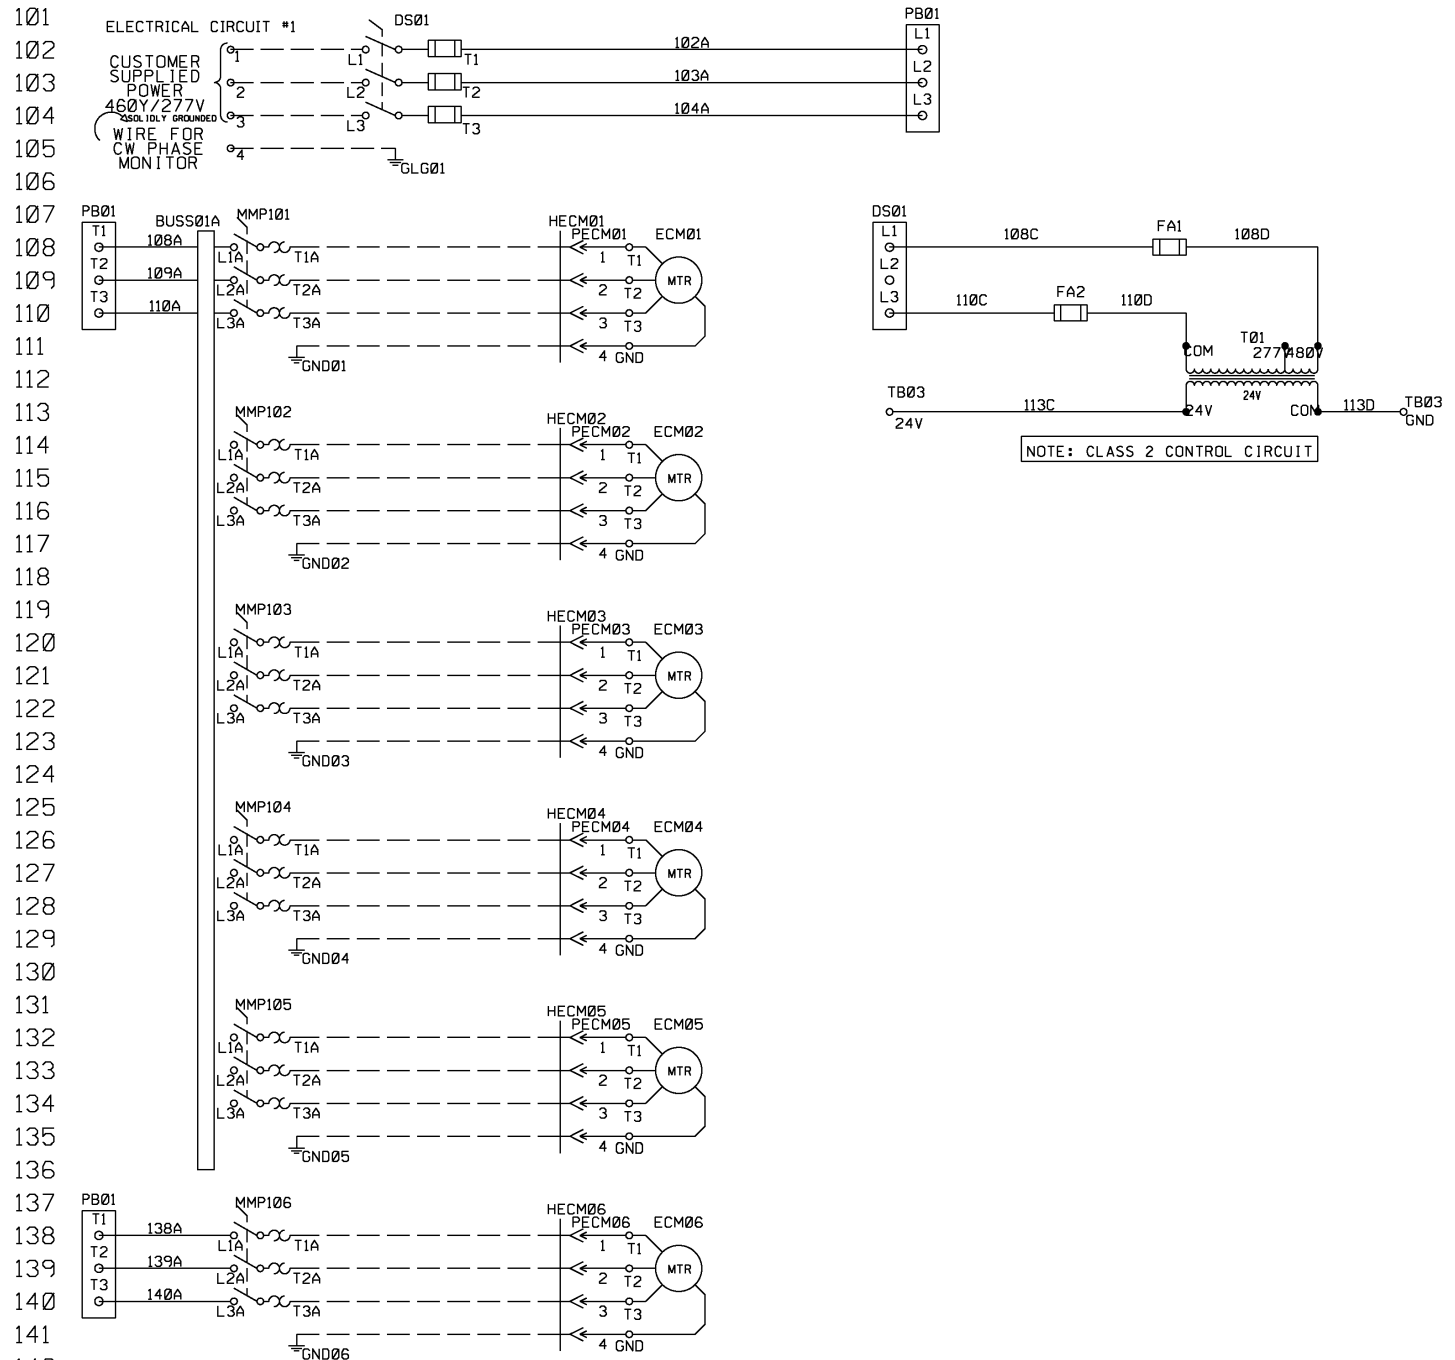 101
ELECTRICAL CIRCUIT #1
DS01
PB01
102
1
L1
T1
102A
L1
CUSTOMER
SUPPLIED
POWER
460Y/277V
SOLIDLY GROUNDED
103
2
L2
T2
103A
L2
104
3
L3
T3
104A
L3
WIRE FOR
CW PHASE
MONITOR
105
4
GLG01
106
107
PB01
BUSS01A
MMP101
HECM01
PECM01
ECM01
108
T1
108A
L1A
T1A
1
T1
109
T2
109A
L2A
T2A
2
T2
MTR
110
T3
110A
L3A
T3A
3
T3
111
GND01
4
GND
DS01
L1
108C
FA1
108D
L2
L3
110C
FA2
110D
COM
T01
277V
480V
24V
TB03
24V
113C
24V
COM
113D
TB03
GND
NOTE: CLASS 2 CONTROL CIRCUIT
112
113
MMP102
HECM02
PECM02
ECM02
114
L1A
T1A
1
T1
115
L2A
T2A
2
T2
MTR
116
L3A
T3A
3
T3
117
GND02
4
GND
118
119
MMP103
HECM03
PECM03
ECM03
120
L1A
T1A
1
T1
121
L2A
T2A
2
T2
MTR
122
L3A
T3A
3
T3
123
GND03
4
GND
124
125
MMP104
HECM04
PECM04
ECM04
126
L1A
T1A
1
T1
127
L2A
T2A
2
T2
MTR
128
L3A
T3A
3
T3
129
GND04
4
GND
130
131
MMP105
HECM05
PECM05
ECM05
132
L1A
T1A
1
T1
133
L2A
T2A
2
T2
MTR
134
L3A
T3A
3
T3
135
GND05
4
GND
136
137
PB01
MMP106
HECM06
PECM06
ECM06
138
T1
138A
L1A
T1A
1
T1
139
T2
139A
L2A
T2A
2
T2
MTR
140
T3
140A
L3A
T3A
3
T3
141
GND06
4
GND